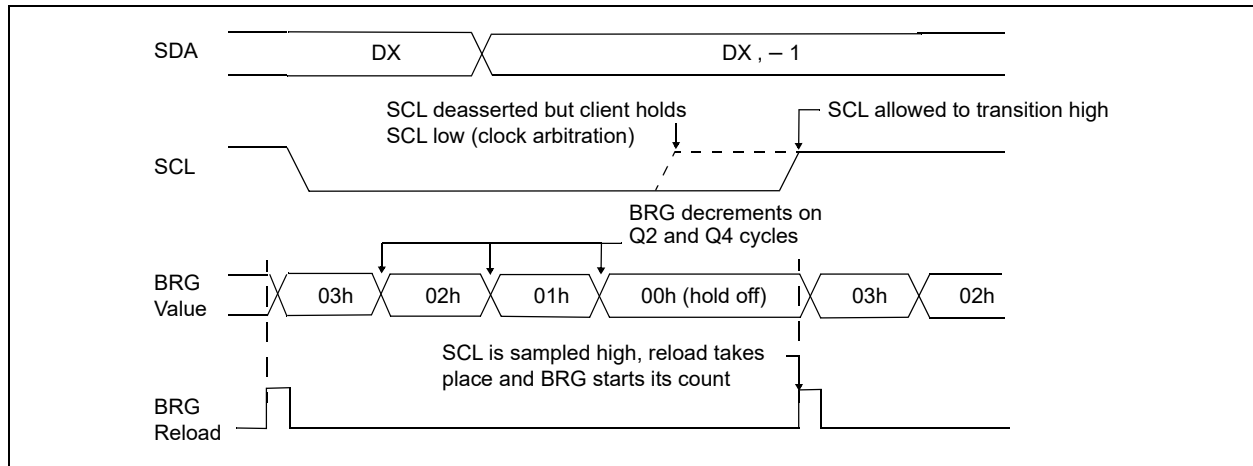 SDA
DX
DX , – 1
SCL deasserted but client holds
SCL low (clock arbitration)
SCL allowed to transition high
SCL
BRG decrements on
Q2 and Q4 cycles
BRG
Value
03h
02h
01h
00h (hold off)
03h
02h
SCL is sampled high, reload takes
place and BRG starts its count
BRG
Reload